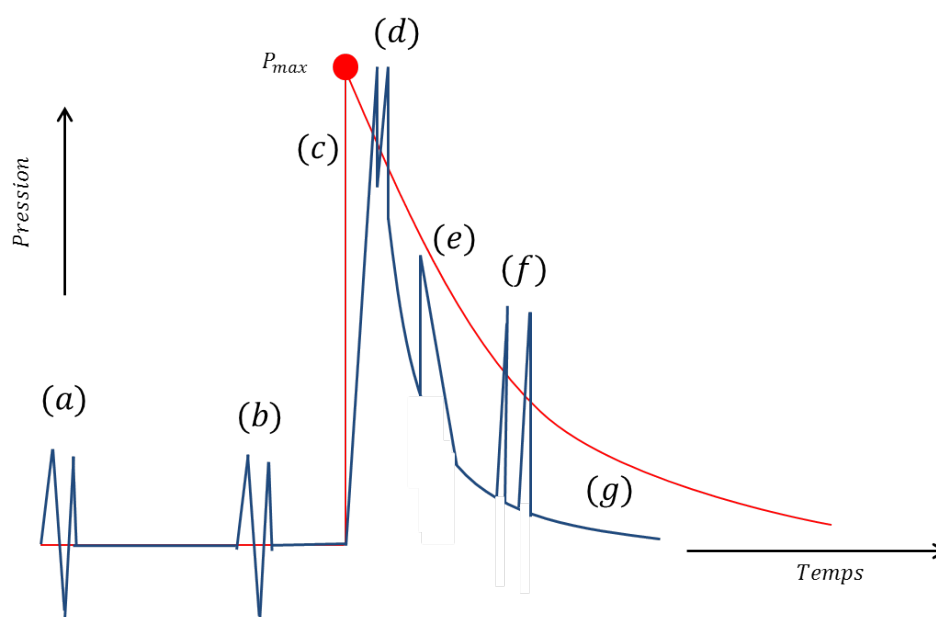 (d)
P_max
(c)
Pression
(e)
(f)
(a)
(b)
(g)
Temps